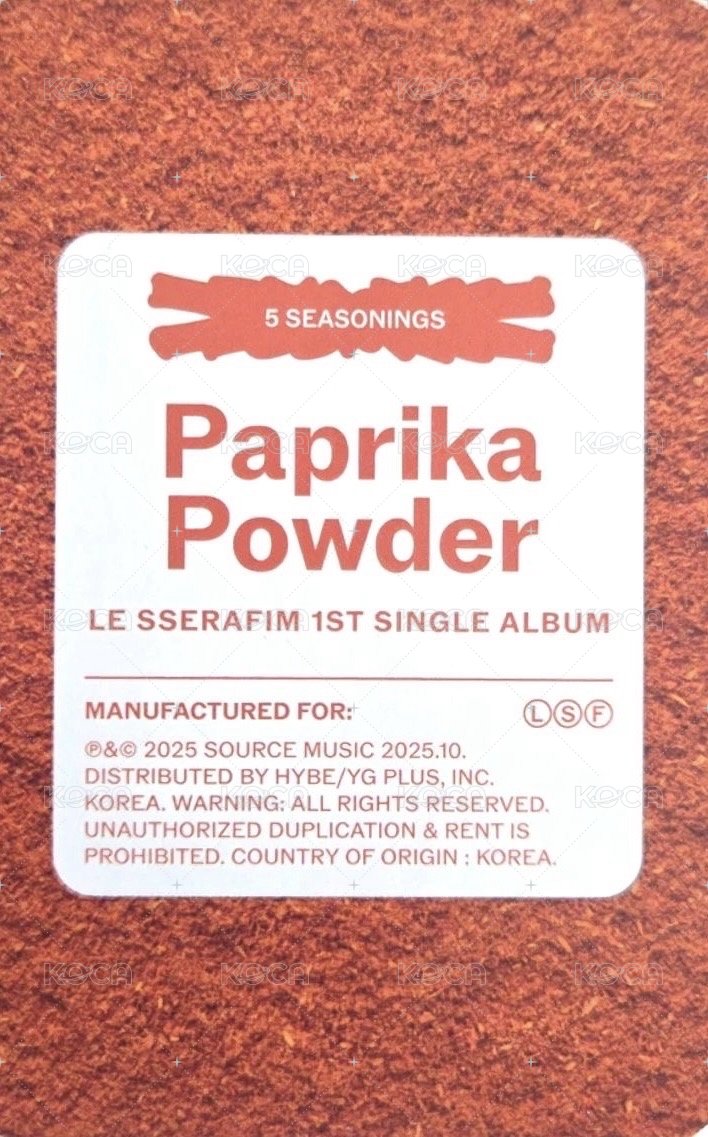 5 SEASONINGS
Paprika
Powder
LE SSERAFIM 1ST SINGLE ALBUM
MANUFACTURED FOR:
Ⓛ Ⓢ Ⓕ
℗&© 2025 SOURCE MUSIC 2025.10.
DISTRIBUTED BY HYBE/YG PLUS, INC.
KOREA. WARNING: ALL RIGHTS RESERVED.
UNAUTHORIZED DUPLICATION & RENT IS
PROHIBITED. COUNTRY OF ORIGIN : KOREA.
KOCA